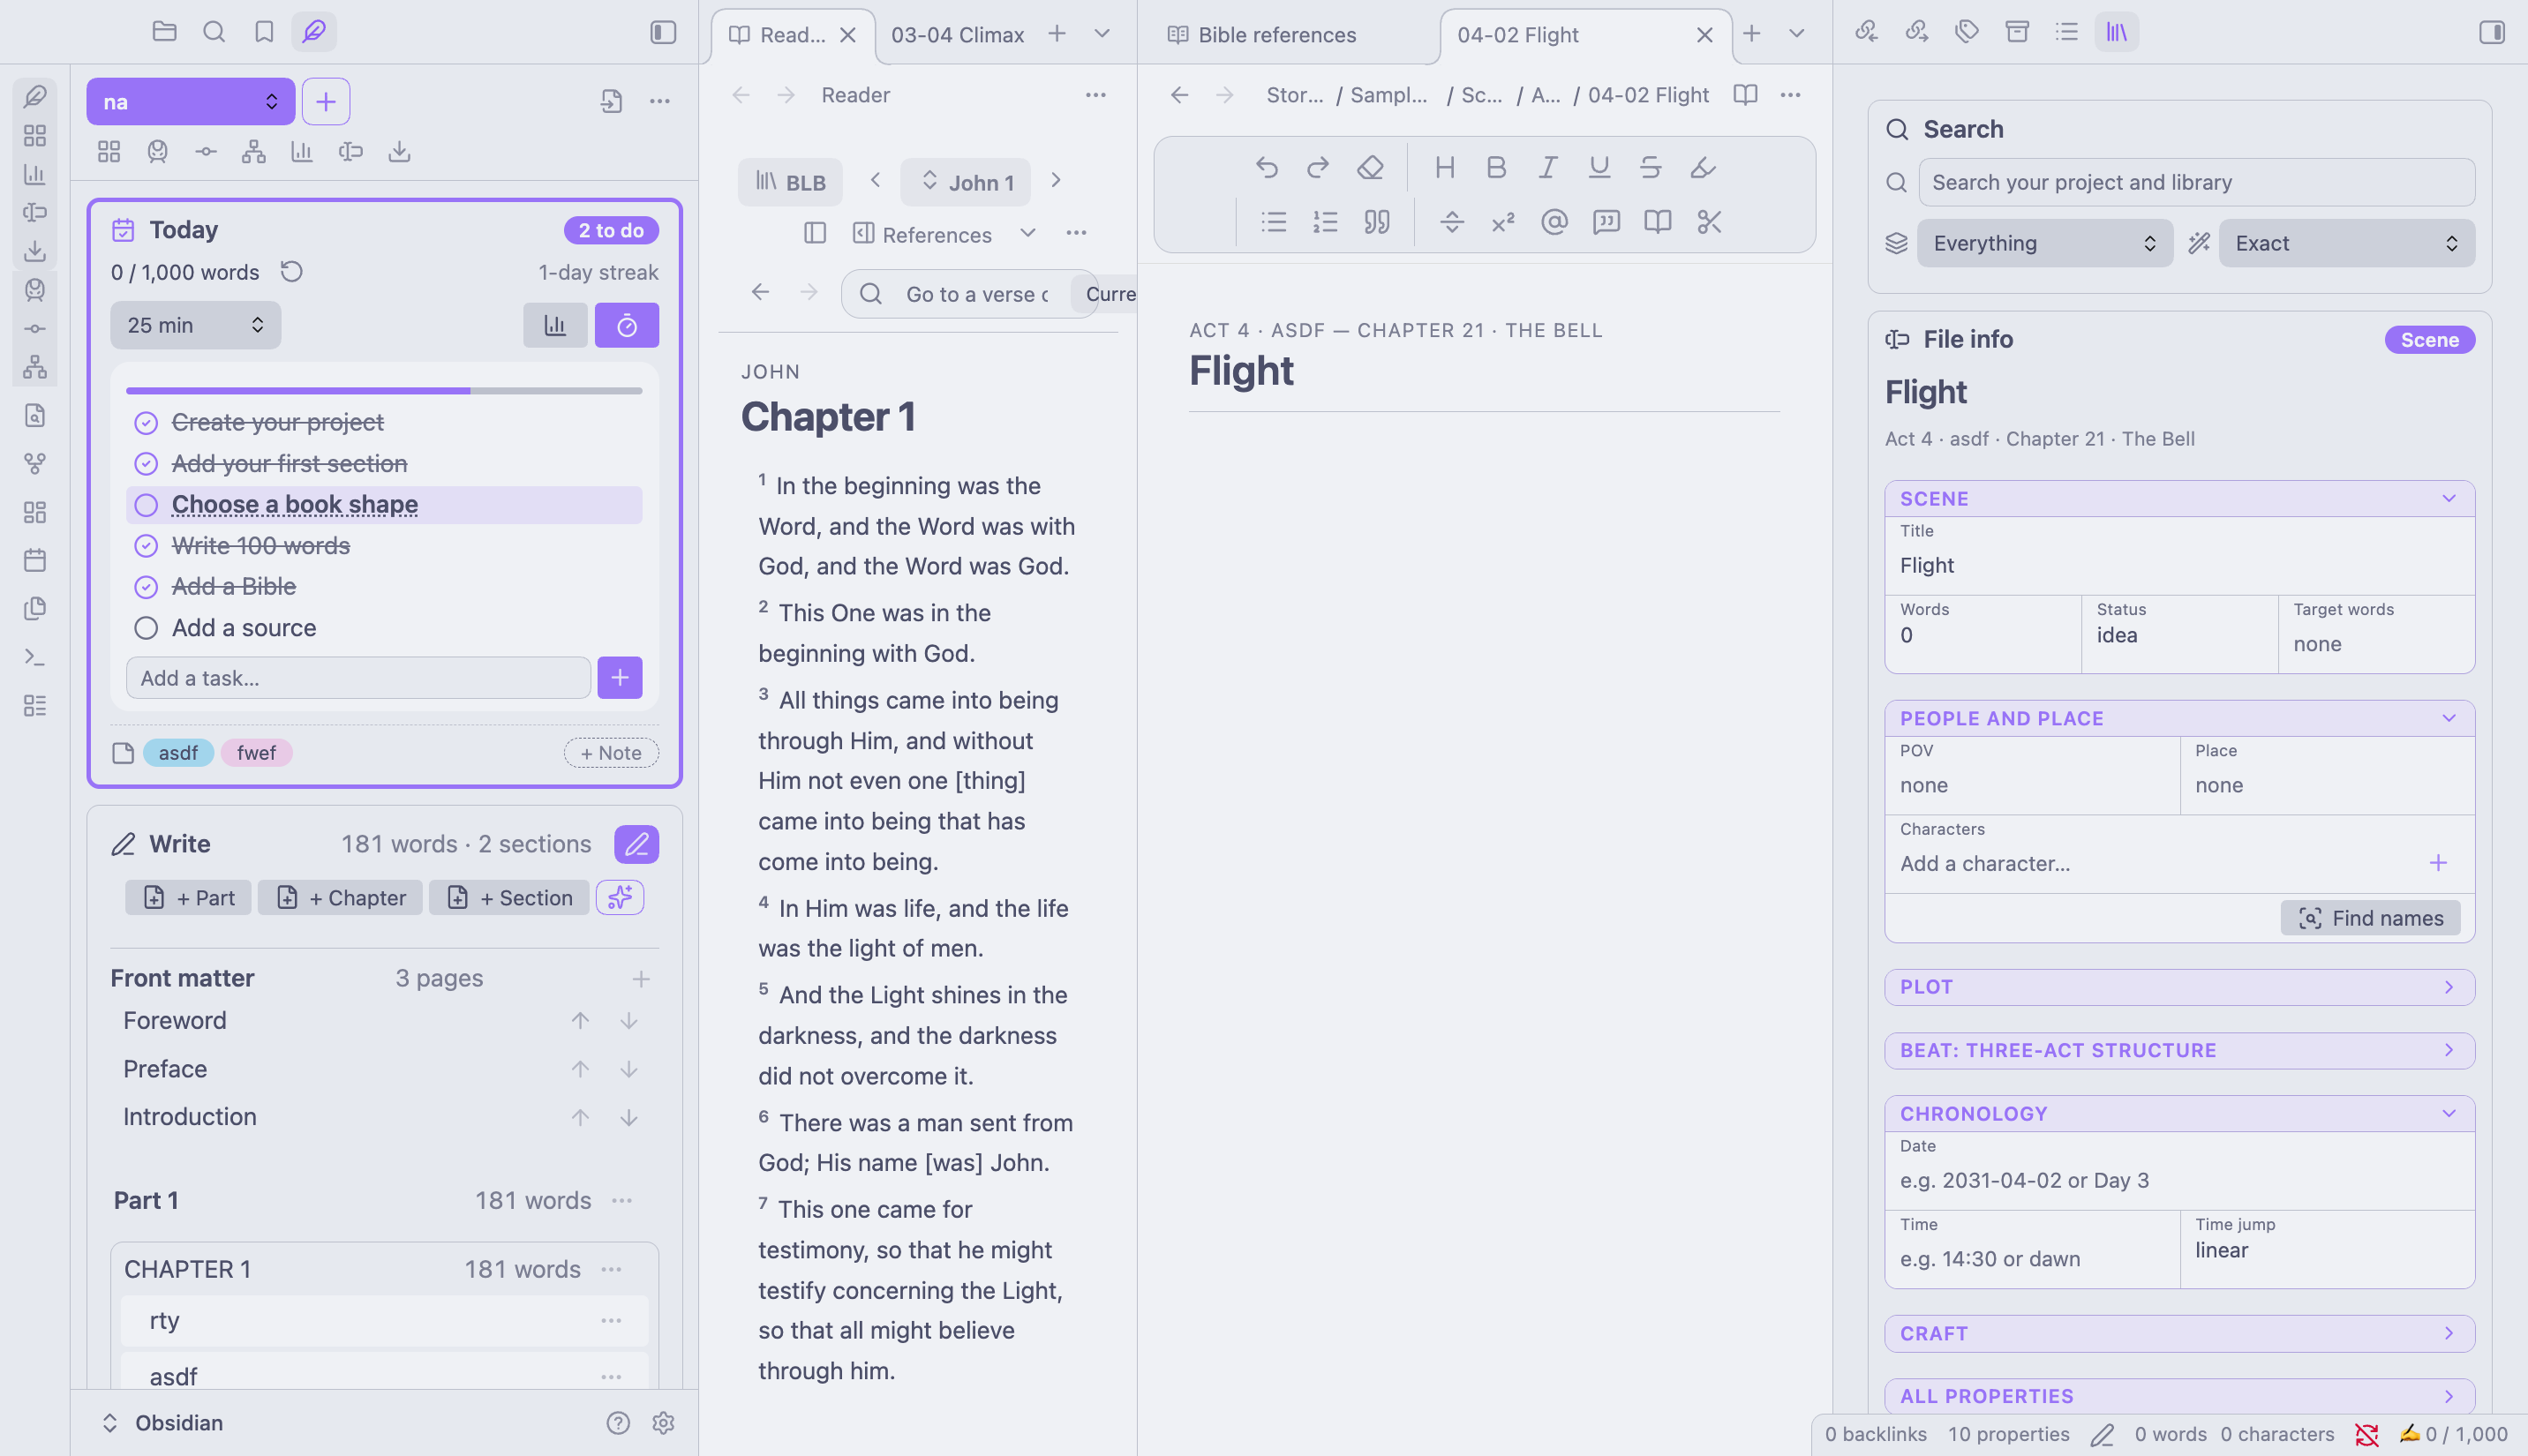 Read...
03-04 Climax
Bible references
04-02 Flight
na
Today
2 to do
0 / 1,000 words
1-day streak
25 min
Create your project
Add your first section
Choose a book shape
Write 100 words
Add a Bible
Add a source
Add a task...
asdf
fwef
+ Note
Write
181 words · 2 sections
+ Part
+ Chapter
+ Section
Front matter
3 pages
Foreword
Preface
Introduction
Part 1
181 words
CHAPTER 1
181 words
rty
asdf
Obsidian
Reader
BLB
John 1
References
Go to a verse
Curre
JOHN
Chapter 1
1 In the beginning was the
Word, and the Word was with
God, and the Word was God.
2 This One was in the
beginning with God.
3 All things came into being
through Him, and without
Him not even one [thing]
came into being that has
come into being.
4 In Him was life, and the life
was the light of men.
5 And the Light shines in the
darkness, and the darkness
did not overcome it.
6 There was a man sent from
God; His name [was] John.
7 This one came for
testimony, so that he might
testify concerning the Light,
so that all might believe
through him.
Stor... / Sampl... / Sc... / A... / 04-02 Flight
ACT 4 · ASDF — CHAPTER 21 · THE BELL
Flight
Search
Search your project and library
Everything
Exact
File info
Scene
Flight
Act 4 · asdf · Chapter 21 · The Bell
SCENE
Title
Flight
Words
0
Status
idea
Target words
none
PEOPLE AND PLACE
POV
none
Place
none
Characters
Add a character...
Find names
PLOT
BEAT: THREE-ACT STRUCTURE
CHRONOLOGY
Date
e.g. 2031-04-02 or Day 3
Time
e.g. 14:30 or dawn
Time jump
linear
CRAFT
ALL PROPERTIES
0 backlinks 10 properties 0 words 0 characters 0 / 1,000